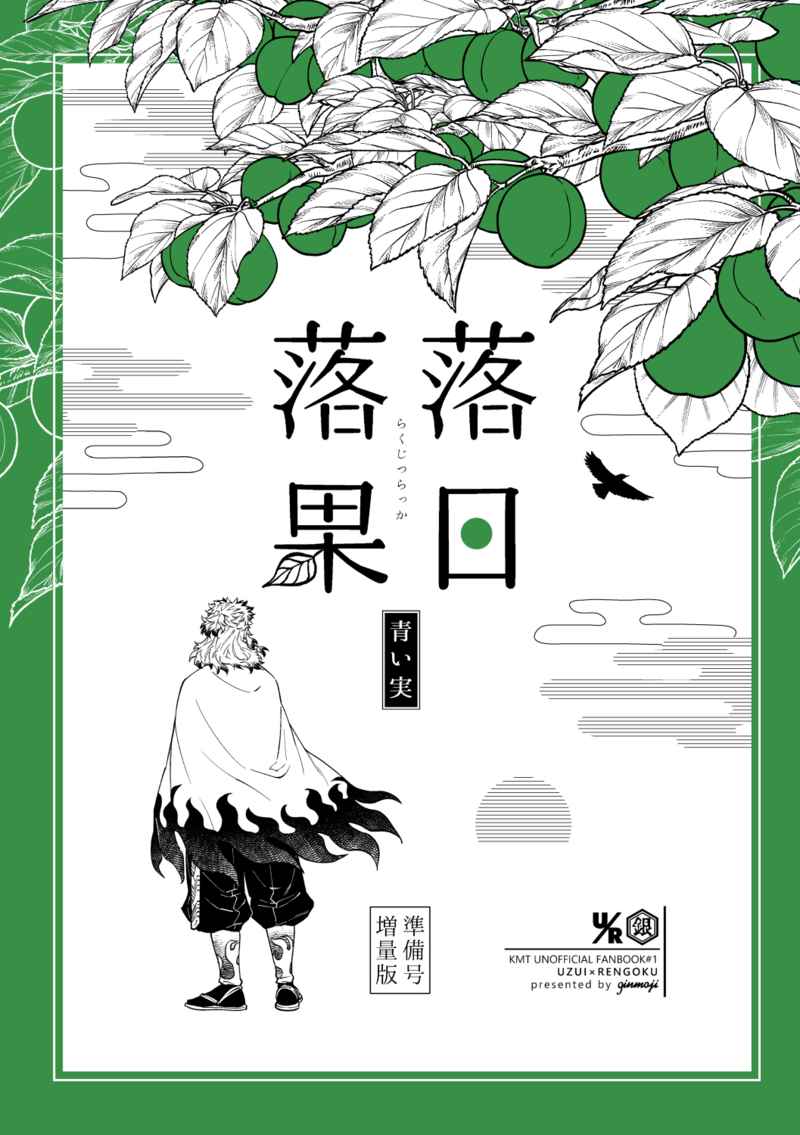 落日
らくじつらっか
落果
青い実
準備号
増量版
U/R 銀
KMT UNOFFICIAL FANBOOK#1
UZUI×RENGOKU
presented by ginmoji